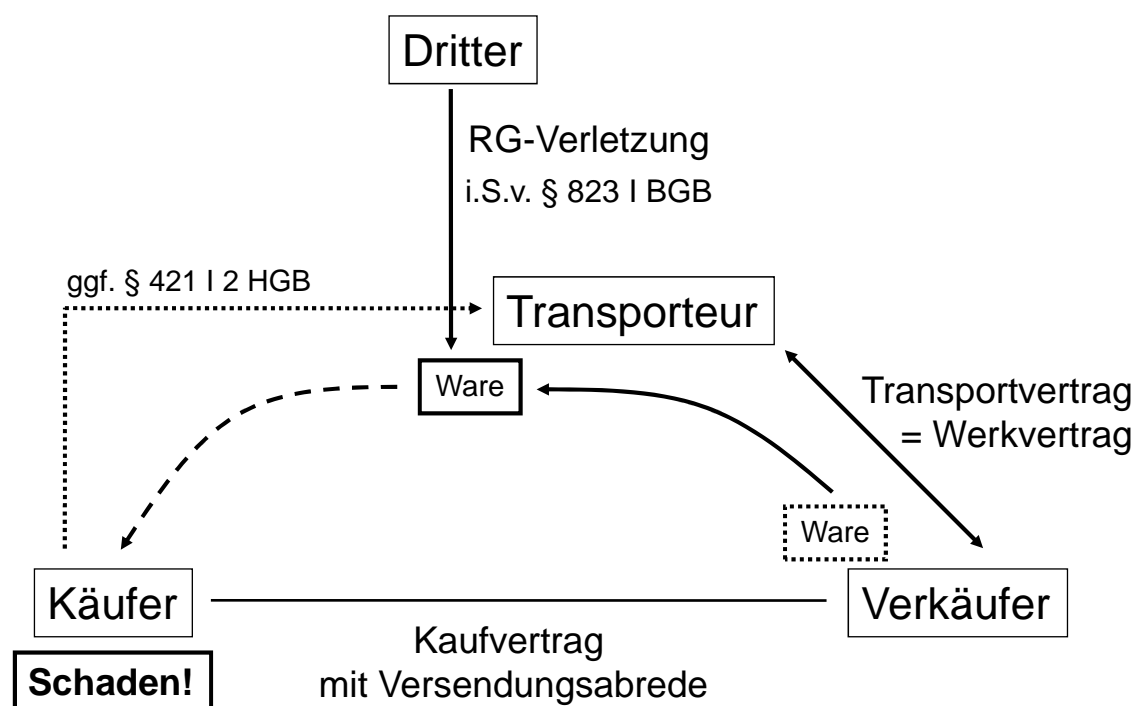 Dritter
RG-Verletzung
i.S.v. § 823 I BGB
ggf. § 421 I 2 HGB
Transporteur
Ware
Transportvertrag
= Werkvertrag
Ware
Käufer
Verkäufer
Kaufvertrag
mit Versendungsabrede
Schaden!